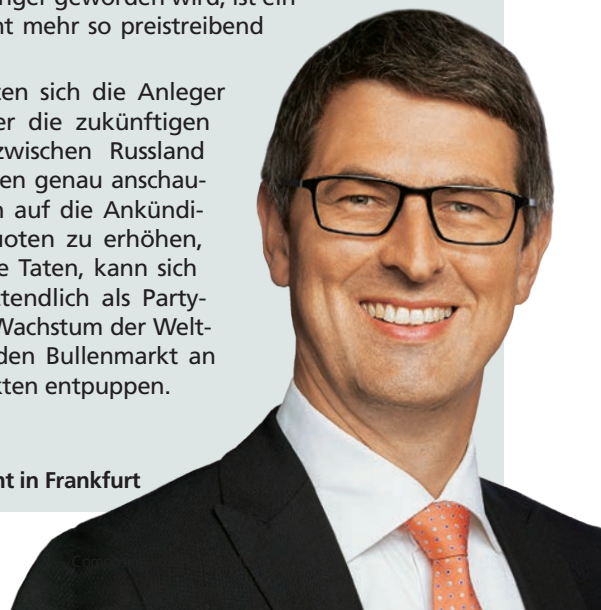 geworden wird, ist ein
nt mehr so preistreibend
en sich die Anleger
er die zukünftigen
zwischen Russland
en genau anschau-
n auf die Ankündi-
uoten zu erhöhen,
e Taten, kann sich
tendlich als Party-
Wachstum der Welt-
den Bullenmarkt an
kten entpuppen.
nt in Frankfurt